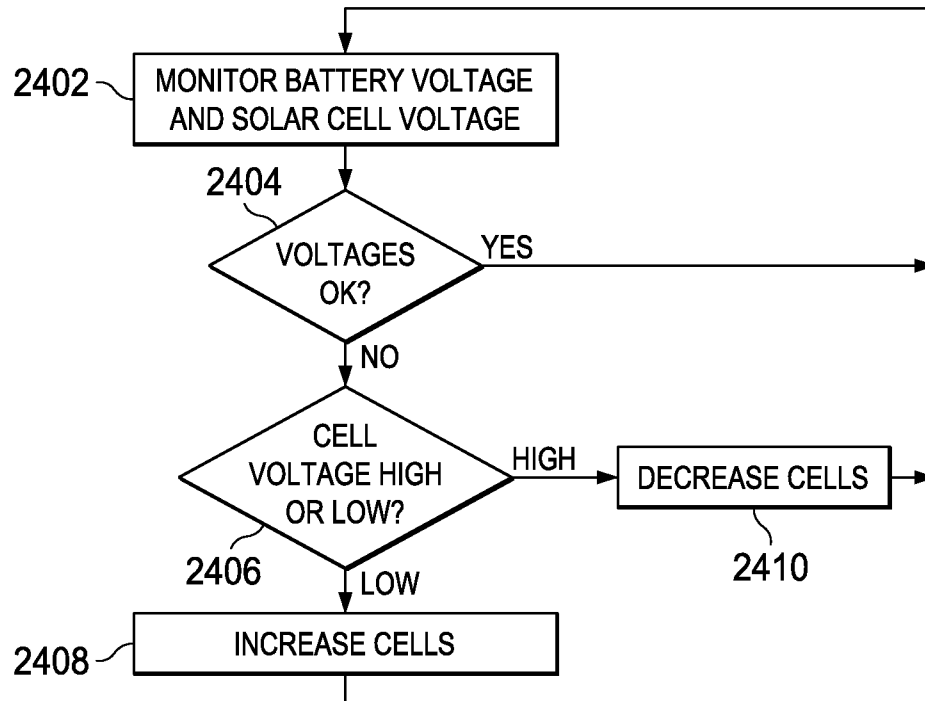 2402
MONITOR BATTERY VOLTAGE
AND SOLAR CELL VOLTAGE
2404
VOLTAGES
OK?
YES
NO
CELL
VOLTAGE HIGH
OR LOW?
HIGH
DECREASE CELLS
2406
2410
LOW
INCREASE CELLS
2408